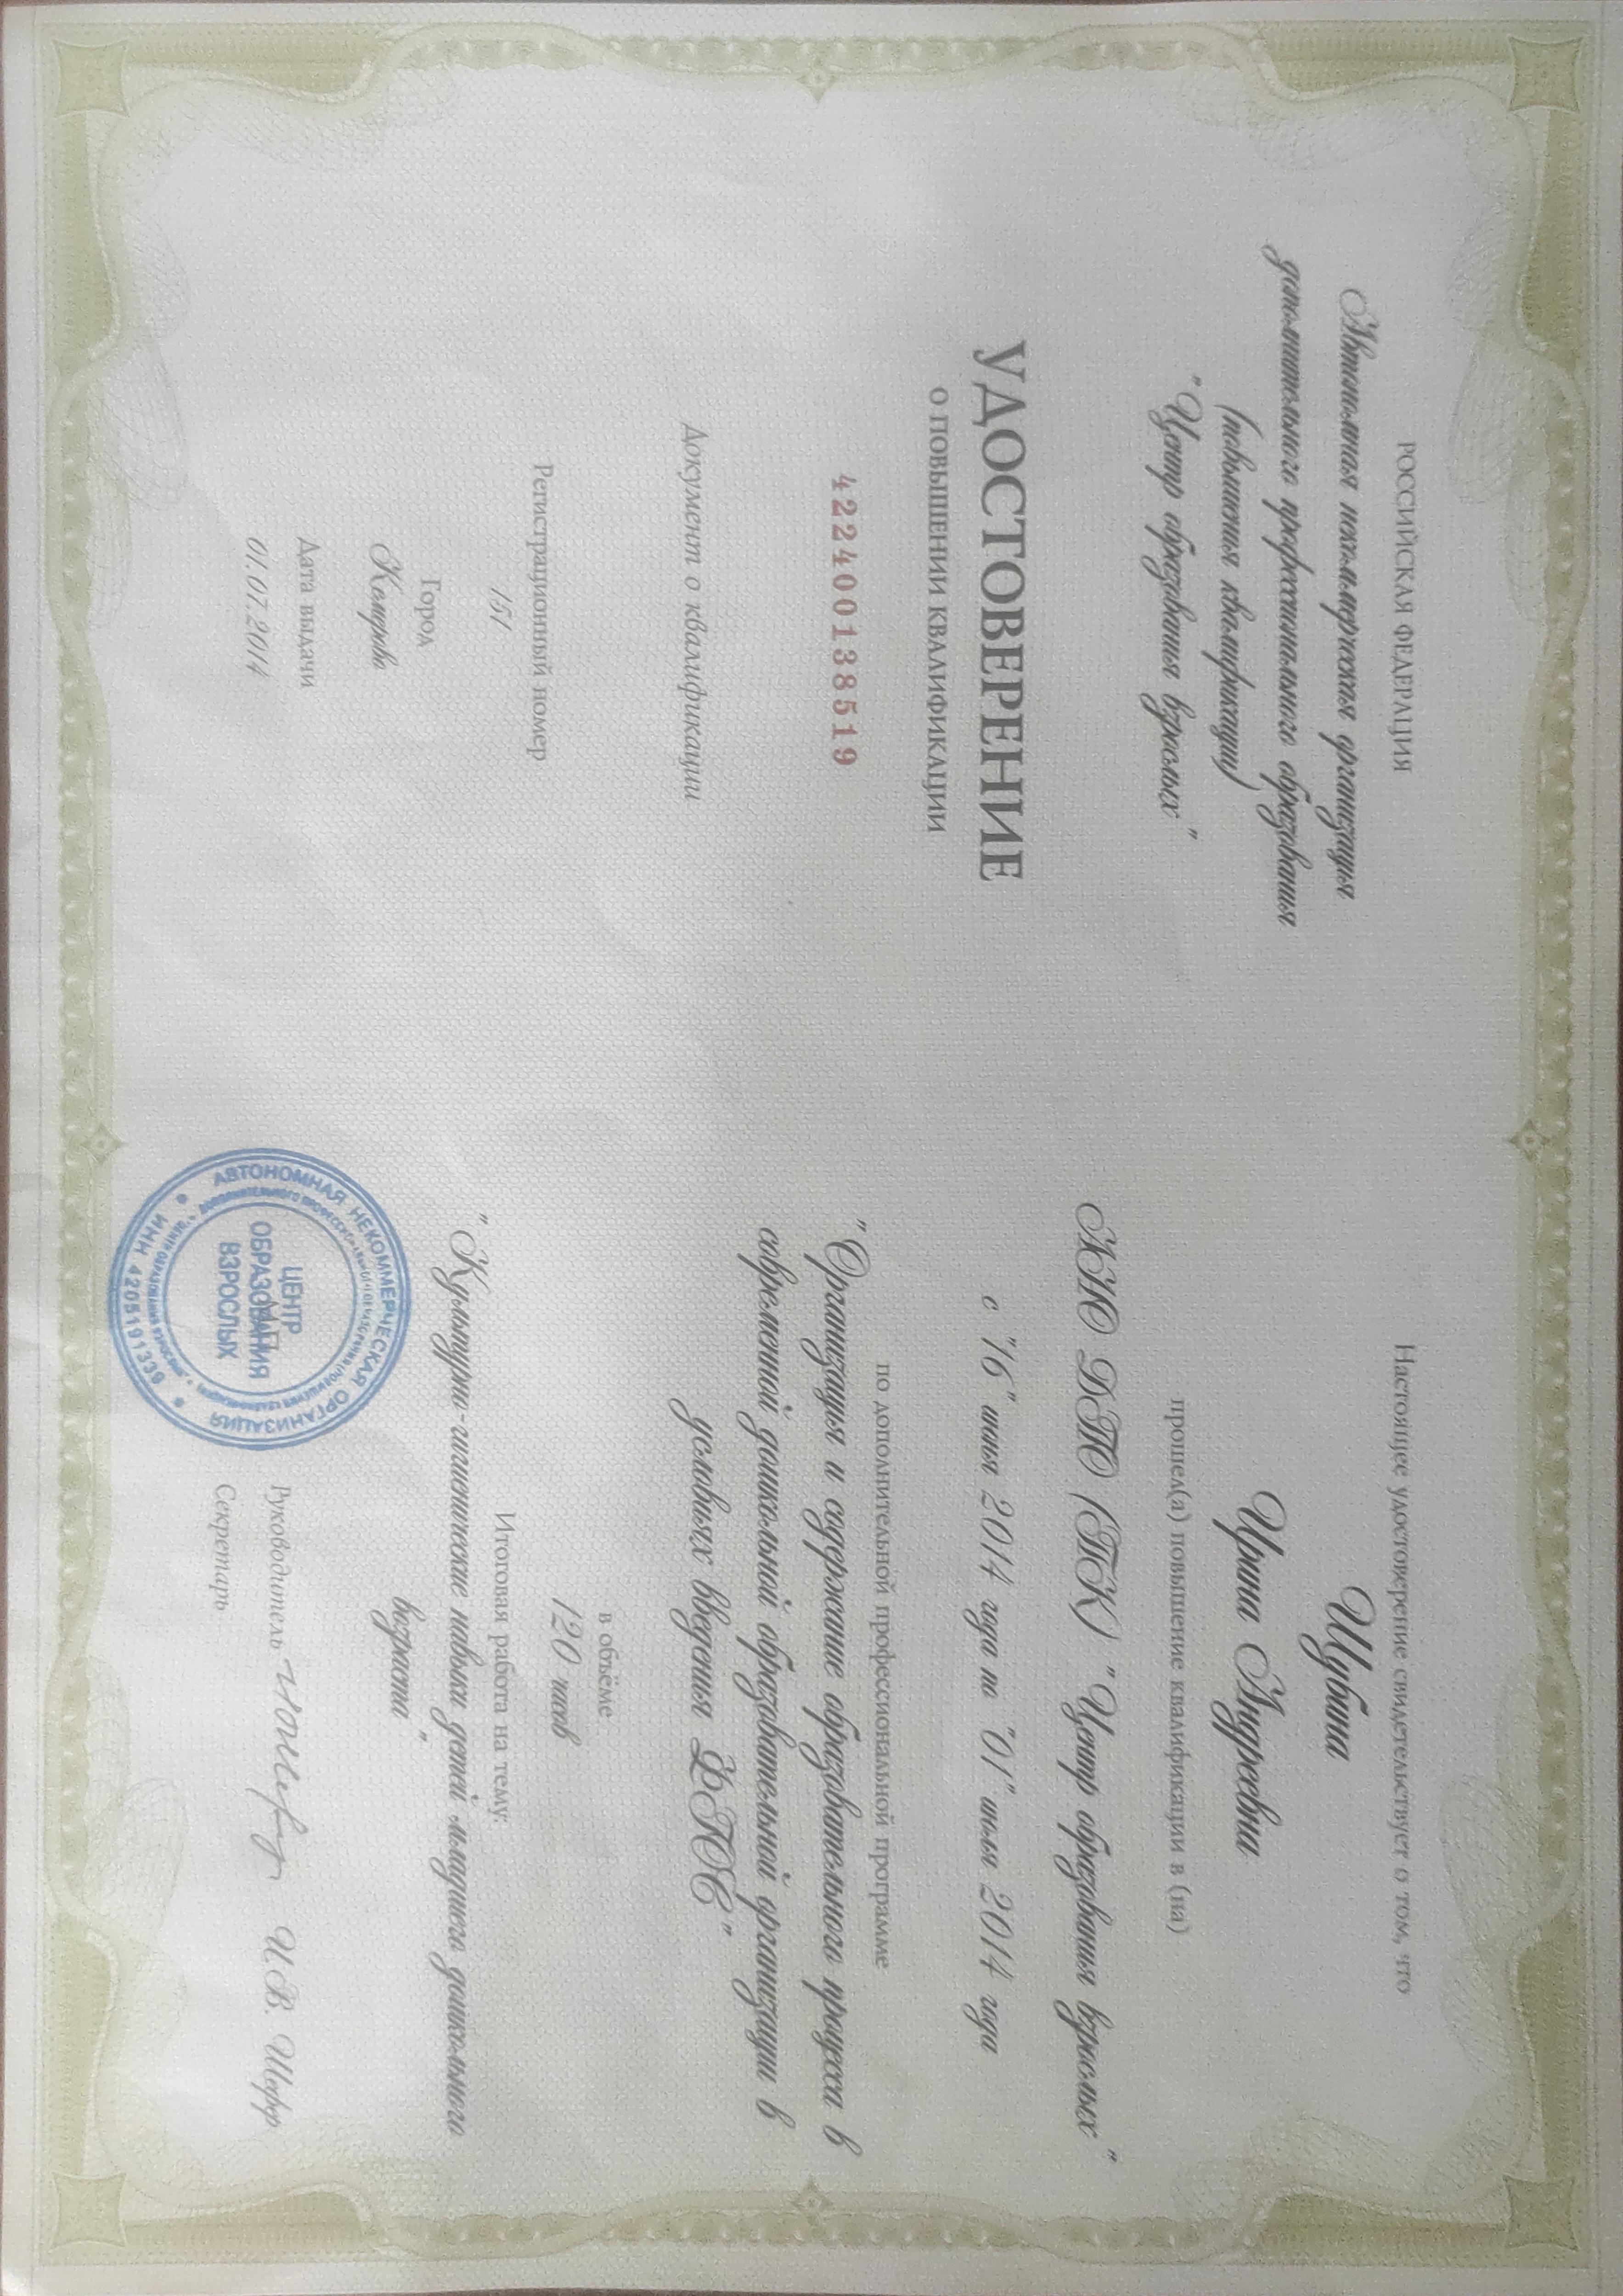 РОССИЙСКАЯ ФЕДЕРАЦИЯ
Автономная некоммерческая организация
дополнительного профессионального образования
(повышения квалификации)
"Центр образования взрослых"
УДОСТОВЕРЕНИЕ
О ПОВЫШЕНИИ КВАЛИФИКАЦИИ
422400138519
Документ о квалификации
Регистрационный номер
151
Город
Кемерово
Дата выдачи
01.07.2014
Настоящее удостоверение свидетельствует о том, что
Шубина
Ирина Андреевна
прошел(а) повышение квалификации в (на)
АНО ДПО (ПК) "Центр образования взрослых"
с "16" июня 2014 года по "01" июля 2014 года
по дополнительной профессиональной программе
"Организация и содержание образовательного процесса в
современной дошкольной образовательной организации в
условиях введения ФГОС"
в объёме
120 часов
Итоговая работа на тему:
"Культурно-гигиенические навыки детей младшего дошкольного
возраста"
Руководитель И.В. Шефер
Секретарь
АВТОНОМНАЯ НЕКОММЕРЧЕСКАЯ ОРГАНИЗАЦИЯ
ИНН 4205191339
ЦЕНТР
ОБРАЗОВАНИЯ
ВЗРОСЛЫХ